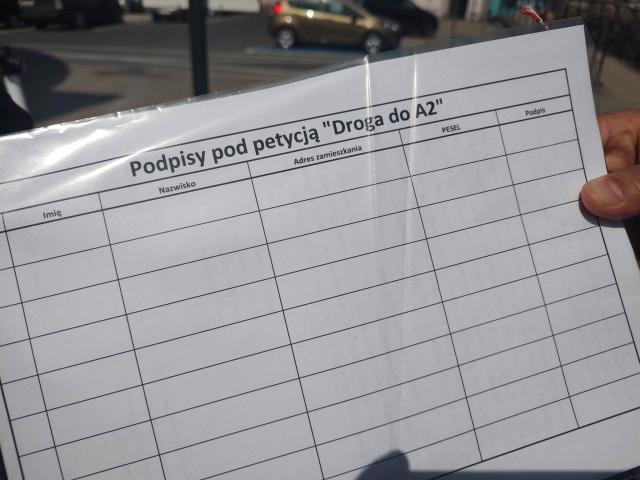 Podpisy pod petycją "Droga do A2"
Imię Nazwisko Adres zamieszkania PESEL Podpis